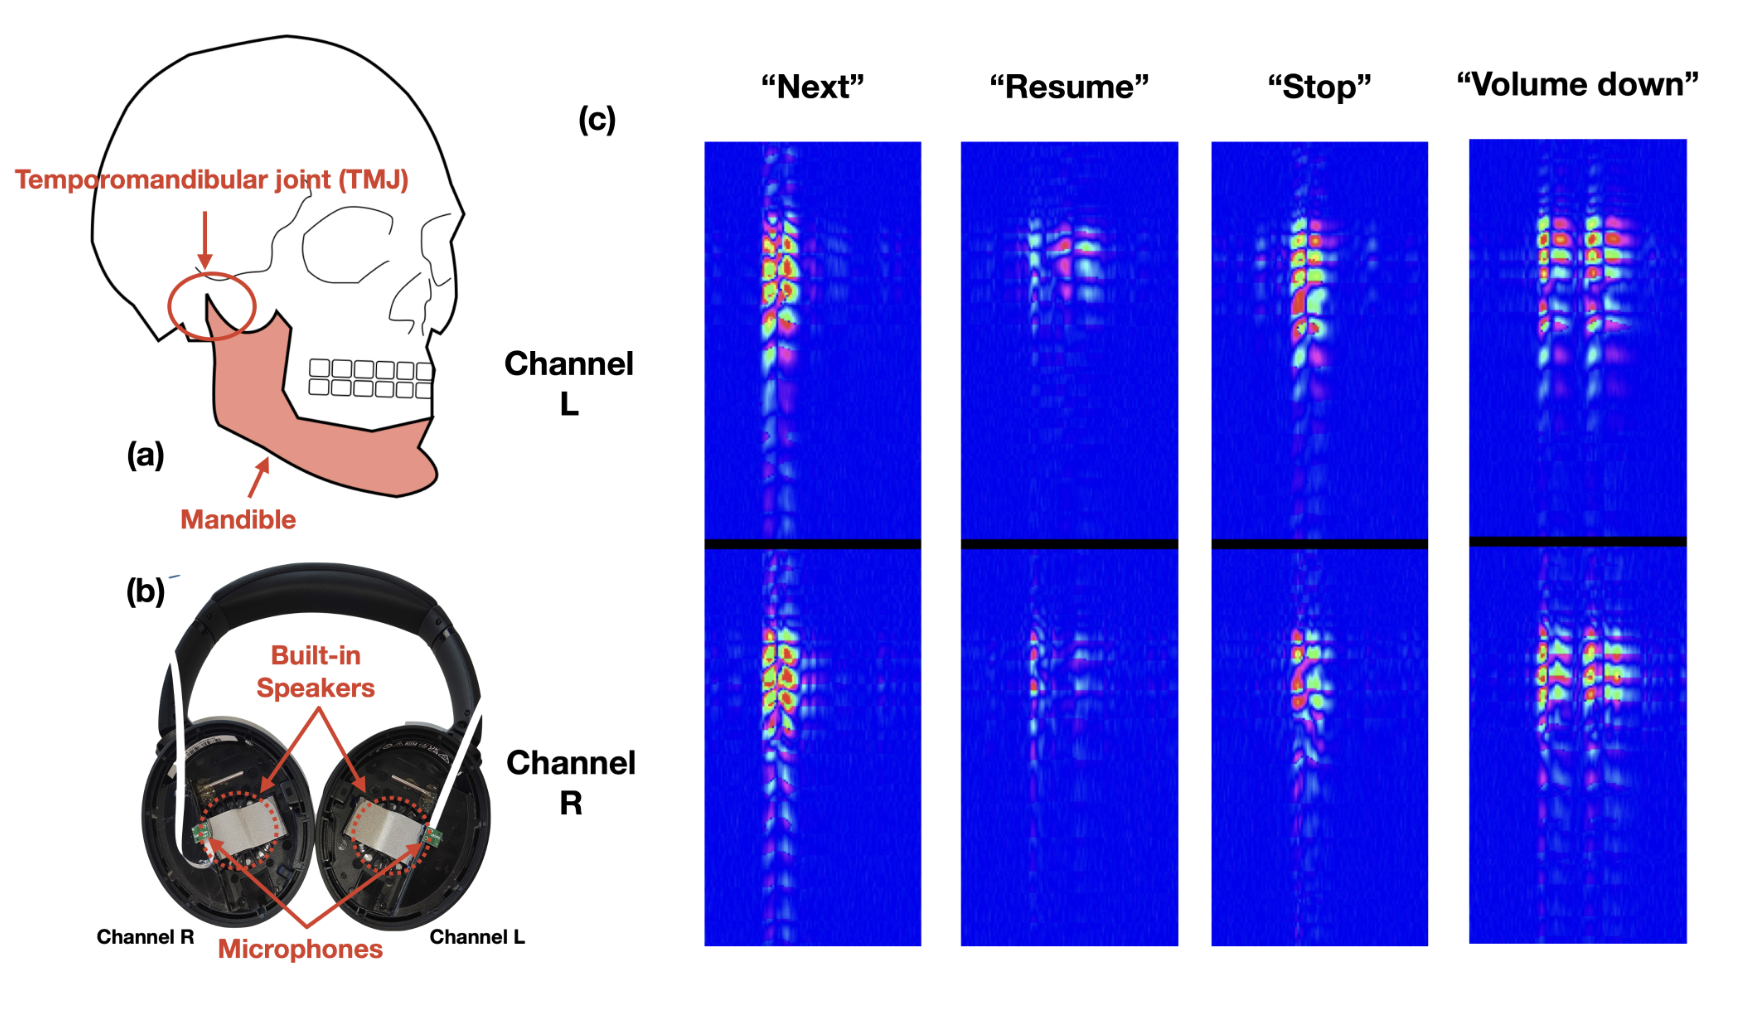 Temporomandibular joint (TMJ)
(a)
Mandible
(b)
Built-in
Speakers
Channel R
Microphones
Channel L
(c)
“Next”
“Resume”
“Stop”
“Volume down”
Channel
L
Channel
R